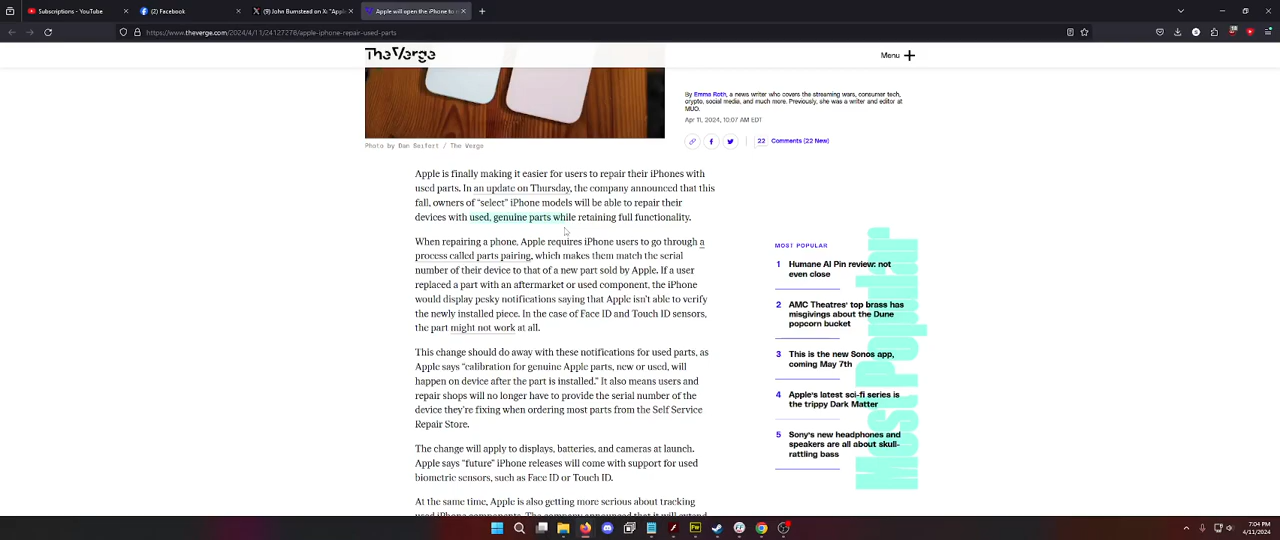 Subscriptions - YouTube
(2) Facebook
(9) John Bumstead on X: "Apple
Apple will open the iPhone to
https://www.theverge.com/2024/4/11/24127278/apple-iphone-repair-used-parts
TheVerge
Menu
By Emma Roth, a news writer who covers the streaming wars, consumer tech,
crypto, social media, and much more. Previously, she was a writer and editor at
MUO.
Apr 11, 2024, 10:07 AM EDT
22 Comments (22 New)
Photo by Dan Seifert / The Verge
Apple is finally making it easier for users to repair their iPhones with
used parts. In an update on Thursday, the company announced that this
fall, owners of “select” iPhone models will be able to repair their
devices with used, genuine parts while retaining full functionality.
When repairing a phone, Apple requires iPhone users to go through a
process called parts pairing, which makes them match the serial
number of their device to that of a new part sold by Apple. If a user
replaced a part with an aftermarket or used component, the iPhone
would display pesky notifications saying that Apple isn’t able to verify
the newly installed piece. In the case of Face ID and Touch ID sensors,
the part might not work at all.
This change should do away with these notifications for used parts, as
Apple says “calibration for genuine Apple parts, new or used, will
happen on device after the part is installed.” It also means users and
repair shops will no longer have to provide the serial number of the
device they’re fixing when ordering most parts from the Self Service
Repair Store.
The change will apply to displays, batteries, and cameras at launch.
Apple says “future” iPhone releases will come with support for used
biometric sensors, such as Face ID or Touch ID.
At the same time, Apple is also getting more serious about tracking
used iPhone components. The company announced that it will extend
MOST POPULAR
1 Humane AI Pin review: not
even close
2 AMC Theatres’ top brass has
misgivings about the Dune
popcorn bucket
3 This is the new Sonos app,
coming May 7th
4 Apple’s latest sci-fi series is
the trippy Dark Matter
5 Sony’s new headphones and
speakers are all about skull-
rattling bass
Most Popular
7:04 PM
4/11/2024